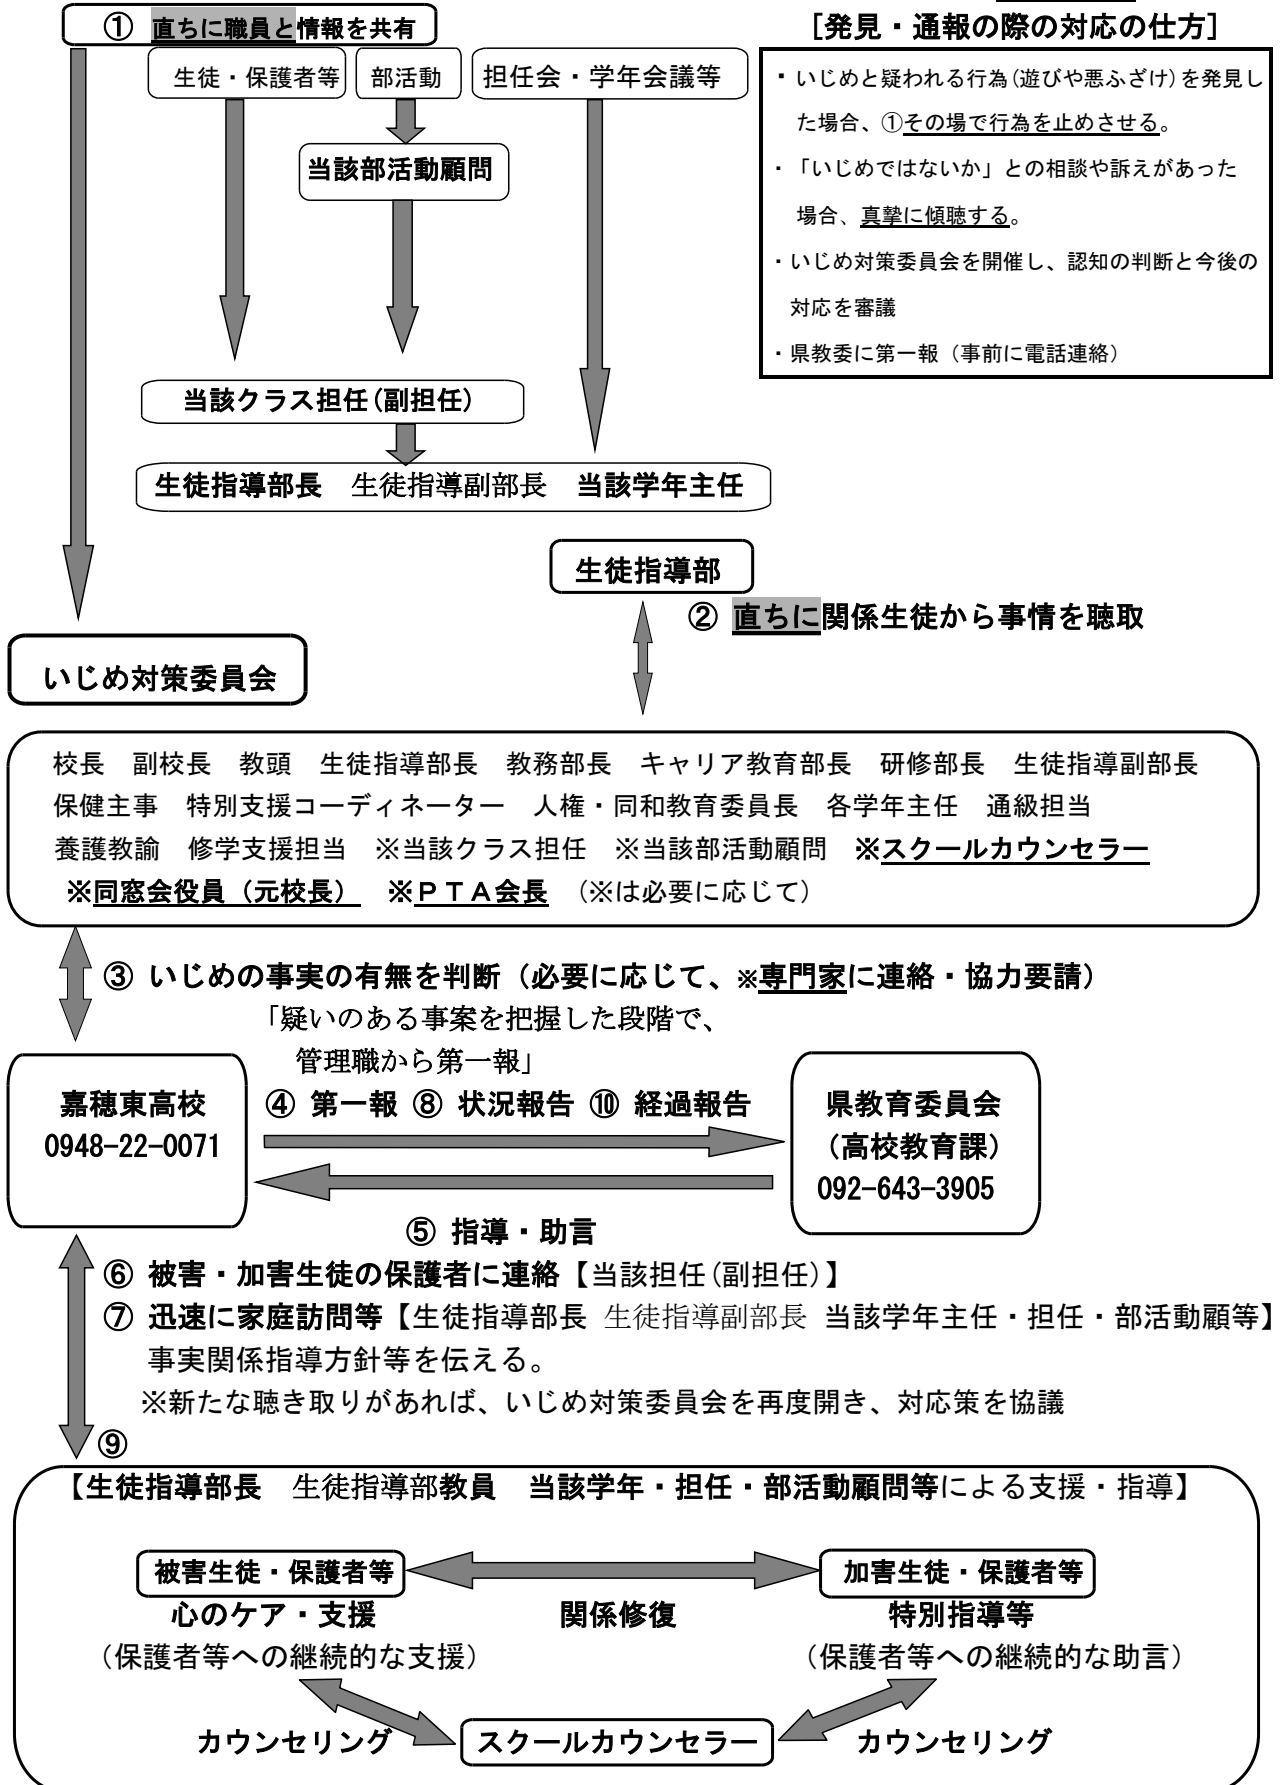 ① 直ちに職員と情報を共有
生徒・保護者等
部活動
担任会・学年会議等
当該部活動顧問
当該クラス担任(副担任)
生徒指導部長　生徒指導副部長　当該学年主任
[発見・通報の際の対応の仕方]
・いじめと疑われる行為(遊びや悪ふざけ)を発見し
た場合、①その場で行為を止めさせる。
・「いじめではないか」との相談や訴えがあった
場合、真摯に傾聴する。
・いじめ対策委員会を開催し、認知の判断と今後の
対応を審議
・県教委に第一報（事前に電話連絡）
生徒指導部
② 直ちに関係生徒から事情を聴取
いじめ対策委員会
校長　副校長　教頭　生徒指導部長　教務部長　キャリア教育部長　研修部長　生徒指導副部長
保健主事　特別支援コーディネーター　人権・同和教育委員長　各学年主任　通級担当
養護教諭　修学支援担当　※当該クラス担任　※当該部活動顧問　※スクールカウンセラー
※同窓会役員（元校長）　※ＰＴＡ会長　（※は必要に応じて）
③ いじめの事実の有無を判断（必要に応じて、※専門家に連絡・協力要請）
「疑いのある事案を把握した段階で、
管理職から第一報」
嘉穂東高校
0948-22-0071
④ 第一報 ⑧ 状況報告 ⑩ 経過報告
県教育委員会
（高校教育課）
092-643-3905
⑤ 指導・助言
⑥ 被害・加害生徒の保護者に連絡【当該担任(副担任)】
⑦ 迅速に家庭訪問等【生徒指導部長　生徒指導副部長　当該学年主任・担任・部活動顧等】
事実関係指導方針等を伝える。
※新たな聴き取りがあれば、いじめ対策委員会を再度開き、対応策を協議
⑨
【生徒指導部長　生徒指導部教員　当該学年・担任・部活動顧問等による支援・指導】
被害生徒・保護者等
加害生徒・保護者等
心のケア・支援
関係修復
特別指導等
（保護者等への継続的な支援）
（保護者等への継続的な助言）
カウンセリング
スクールカウンセラー
カウンセリング